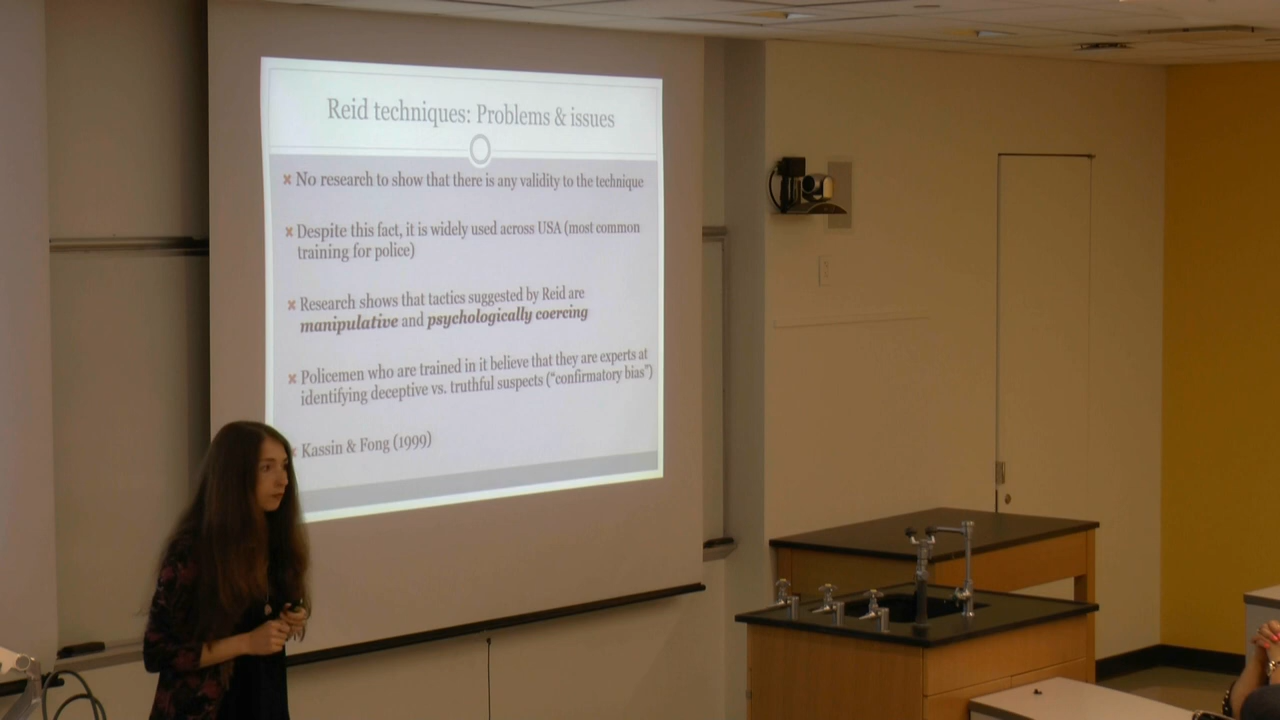 Reid techniques: Problems & issues
No research to show that there is any validity to the technique
Despite this fact, it is widely used across USA (most common
training for police)
Research shows that tactics suggested by Reid are
manipulative and psychologically coercing
Policemen who are trained in it believe that they are experts at
identifying deceptive vs. truthful suspects (“confirmatory bias”)
Kassin & Fong (1999)